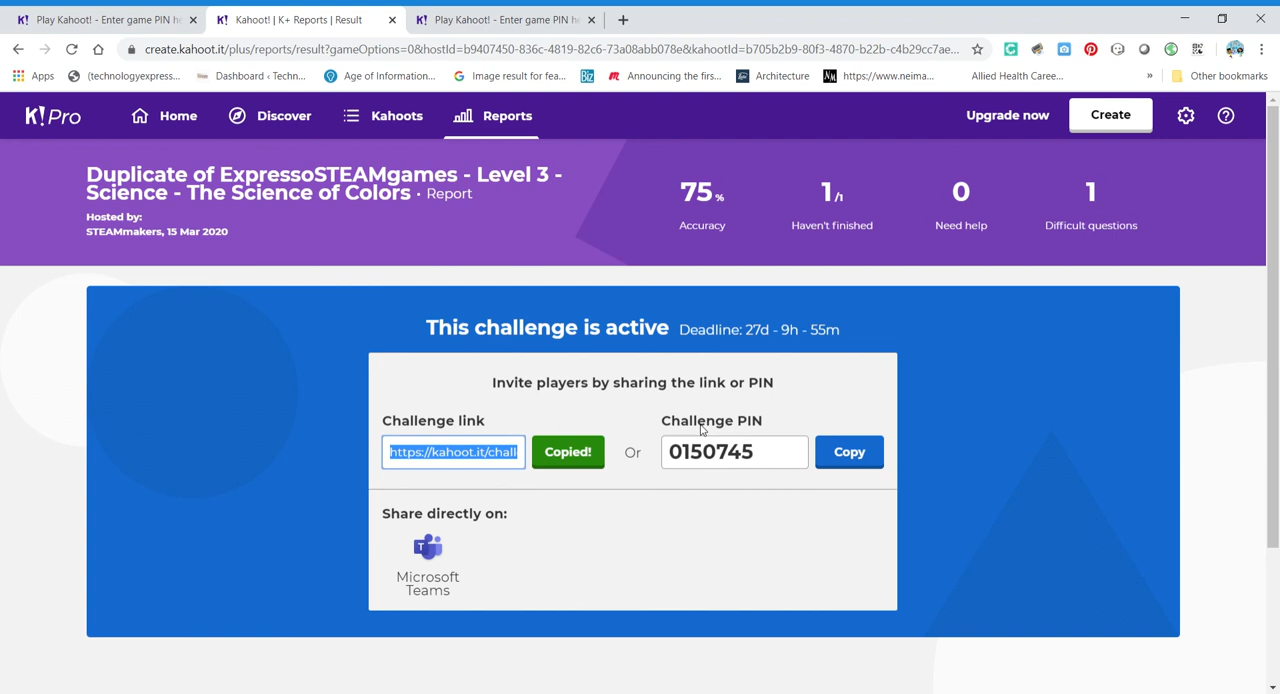 Play Kahoot! - Enter game PIN he
Kahoot! | K+ Reports | Result
Play Kahoot! - Enter game PIN he
create.kahoot.it/plus/reports/result?gameOptions=0&hostId=b9407450-836c-4819-82c6-73a08abb078e&kahootId=b705b2b9-80f3-4870-b22b-c4b29cc7ae...
Apps (technologyexpress... Dashboard ‹ Techn... Age of Information... Image result for fea... Biz Announcing the firs... Architecture NM https://www.neima... Allied Health Caree... » Other bookmarks
K!Pro Home Discover Kahoots Reports Upgrade now Create
Duplicate of ExpressoSTEAMgames - Level 3 -
Science - The Science of Colors · Report
Hosted by:
STEAMmakers, 15 Mar 2020
75% 1/1 0 1
Accuracy Haven't finished Need help Difficult questions
This challenge is active Deadline: 27d - 9h - 55m
Invite players by sharing the link or PIN
Challenge link Challenge PIN
https://kahoot.it/chall Copied! Or 0150745 Copy
Share directly on:
Microsoft
Teams